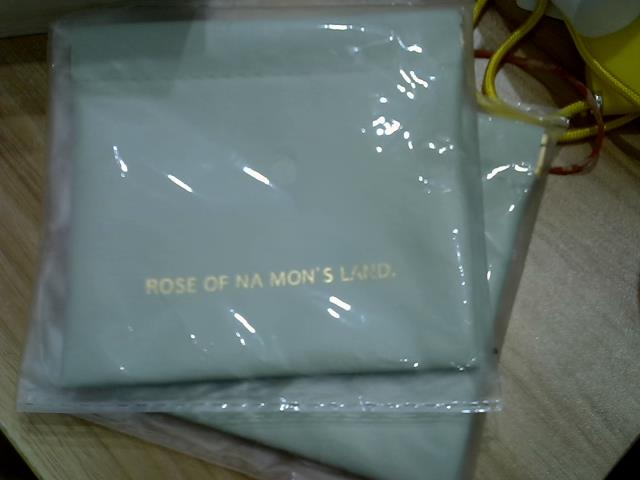 ROSE OF NA MON'S LAND.